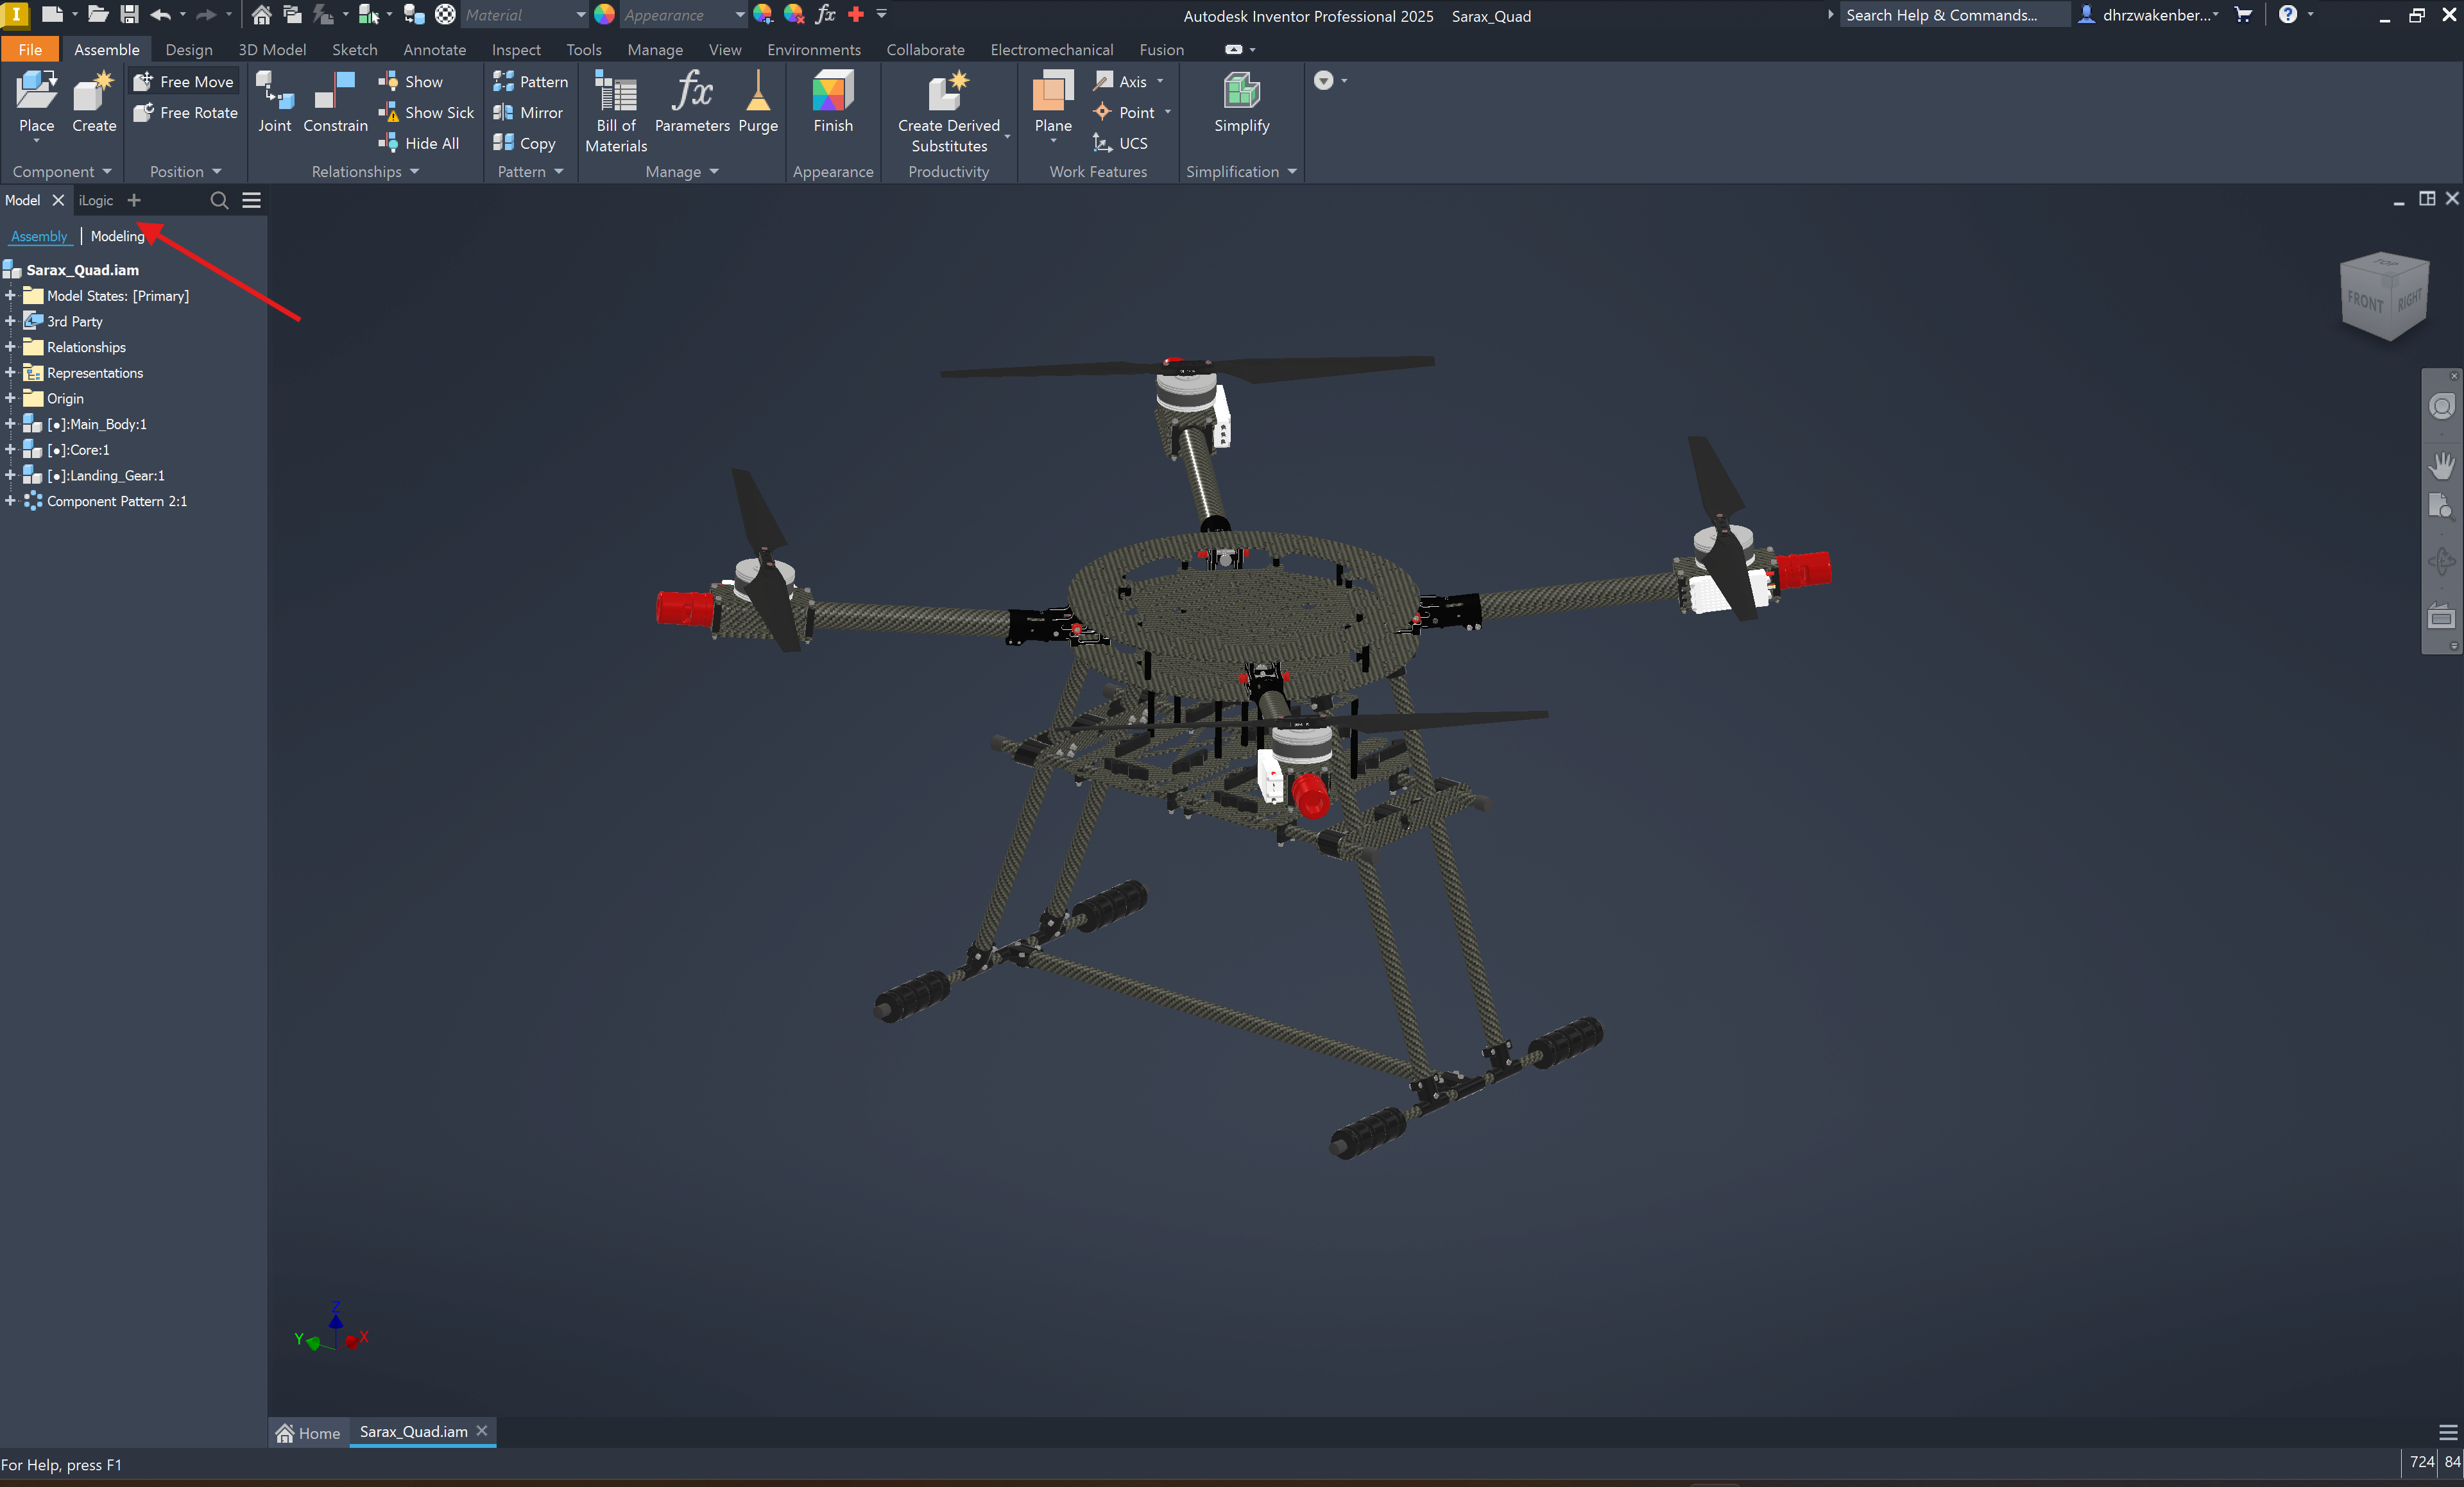 Material
Appearance
fx
Autodesk Inventor Professional 2025 Sarax_Quad
Search Help & Commands...
dhrzwakenber...
File Assemble Design 3D Model Sketch Annotate Inspect Tools Manage View Environments Collaborate Electromechanical Fusion
Place
Create
Component
Free Move
Free Rotate
Position
Joint
Constrain
Show
Show Sick
Hide All
Relationships
Pattern
Mirror
Copy
Pattern
Bill of
Materials
fx
Parameters
Purge
Manage
Finish
Appearance
Create Derived
Substitutes
Productivity
Plane
Axis
Point
UCS
Work Features
Simplify
Simplification
Model iLogic
Assembly | Modeling
Sarax_Quad.iam
Model States: [Primary]
3rd Party
Relationships
Representations
Origin
[●]:Main_Body:1
[●]:Core:1
[●]:Landing_Gear:1
Component Pattern 2:1
TOP
FRONT
RIGHT
Z
Y
X
Home
Sarax_Quad.iam
For Help, press F1
724 84